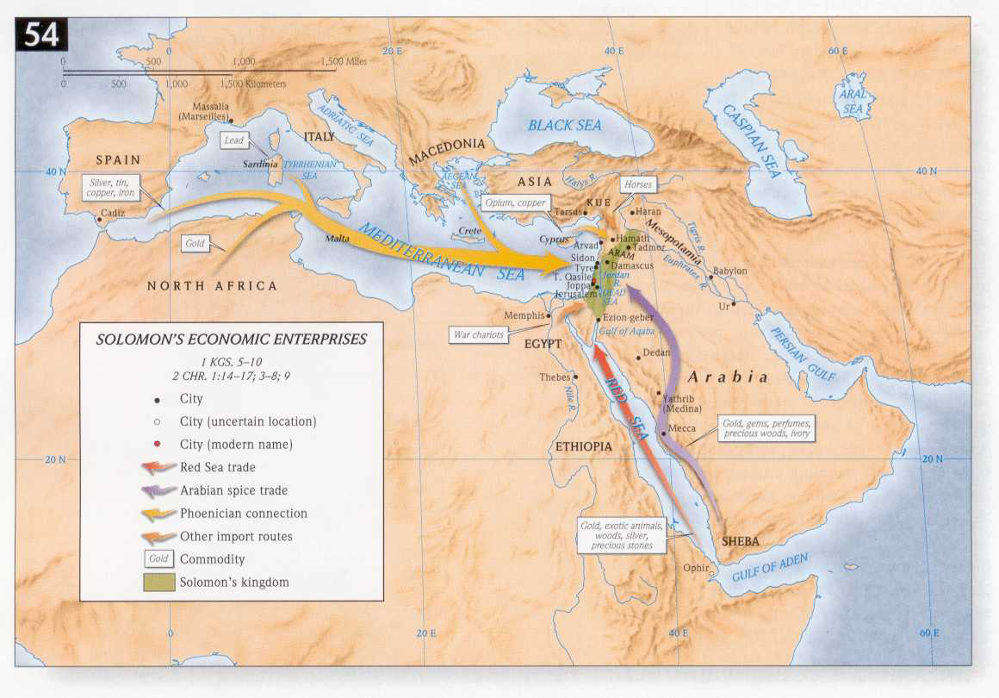 54
0 500 1,000 1,500 Miles
0 500 1,000 1,500 Kilometers
0
20 E
40 E
60 E
ARAL
SEA
CASPIAN SEA
BLACK SEA
Massalia
(Marseilles)
ADRIATIC SEA
ITALY
Lead
MACEDONIA
SPAIN
Sardinia
TYRRHENIAN
SEA
40 N
40 N
AEGEAN
SEA
ASIA
Halys R.
Horses
Silver, tin,
copper, iron
Opium, copper
KUE
Cadiz
Tarsus
Haran
Mesopotamia
Tigris R.
Gold
Malta
MEDITERRANEAN SEA
Crete
Cyprus
Hamath
Arvad
Tadmor
ARAM
Euphrates R.
Sidon
Damascus
Tyre
T. Qasile
Jordan
R.
Babylon
NORTH AFRICA
Joppa
DEAD
SEA
Jerusalem
Ur
Memphis
Ezion-geber
War chariots
Gulf of Aqaba
EGYPT
PERSIAN GULF
Dedan
Arabia
Thebes
Nile R.
RED SEA
Yathrib
(Medina)
Mecca
Gold, gems, perfumes,
precious woods, ivory
ETHIOPIA
20 N
20 N
Gold, exotic animals,
woods, silver,
precious stones
SHEBA
Ophir
GULF OF ADEN
SOLOMON'S ECONOMIC ENTERPRISES
1 KGS. 5–10
2 CHR. 1:14–17; 3–8; 9
City
City (uncertain location)
City (modern name)
Red Sea trade
Arabian spice trade
Phoenician connection
Other import routes
Gold Commodity
Solomon's kingdom
0
20 E
40 E
60 E